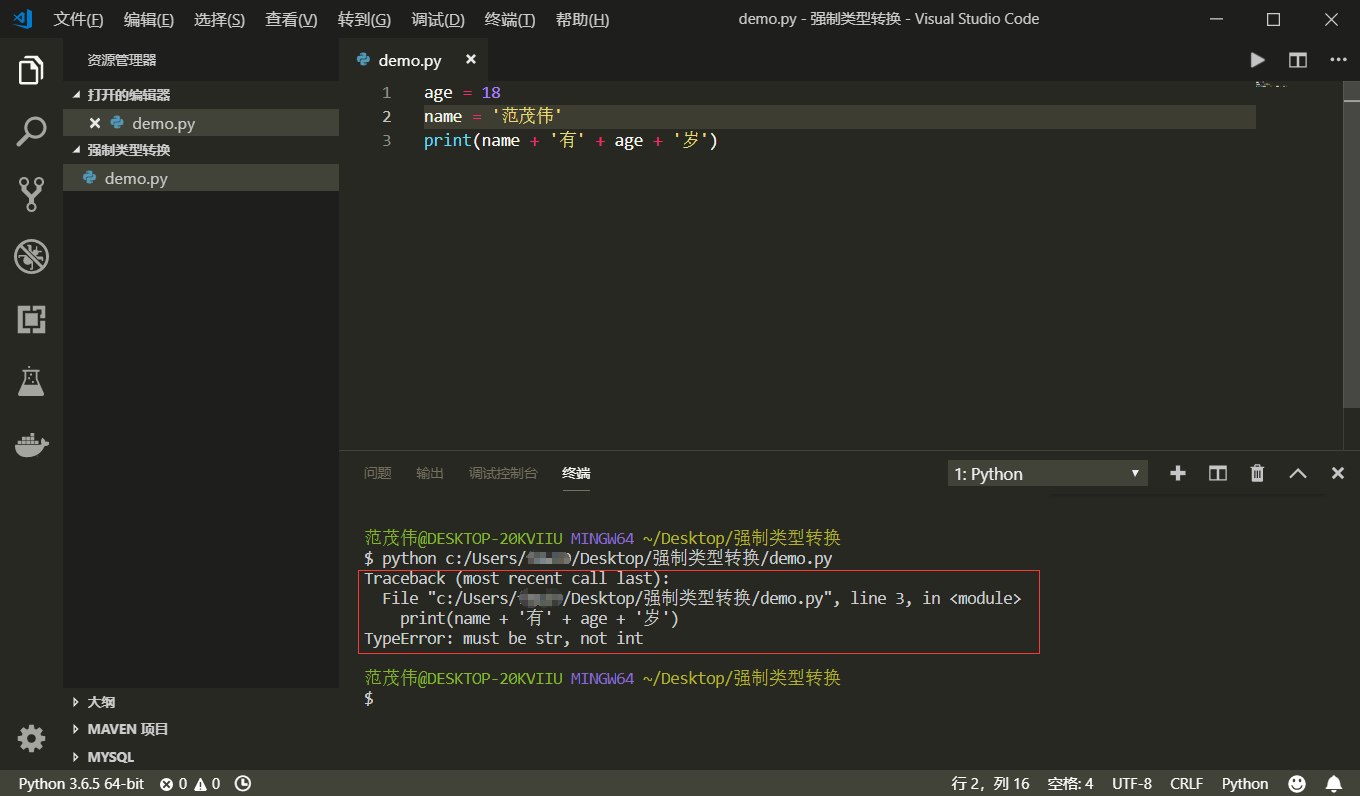 文件(F) 编辑(E) 选择(S) 查看(V) 转到(G) 调试(D) 终端(T) 帮助(H) demo.py - 强制类型转换 - Visual Studio Code
资源管理器
demo.py
打开的编辑器
demo.py
强制类型转换
demo.py
1 age = 18
2 name = '范茂伟'
3 print(name + '有' + age + '岁')
问题 输出 调试控制台 终端 1: Python
范茂伟@DESKTOP-20KVIIU MINGW64 ~/Desktop/强制类型转换
$ python c:/Users/ /Desktop/强制类型转换/demo.py
Traceback (most recent call last):
File "c:/Users/ /Desktop/强制类型转换/demo.py", line 3, in <module>
print(name + '有' + age + '岁')
TypeError: must be str, not int
范茂伟@DESKTOP-20KVIIU MINGW64 ~/Desktop/强制类型转换
$
大纲
MAVEN 项目
MYSQL
Python 3.6.5 64-bit 0 0 行 2，列 16 空格: 4 UTF-8 CRLF Python